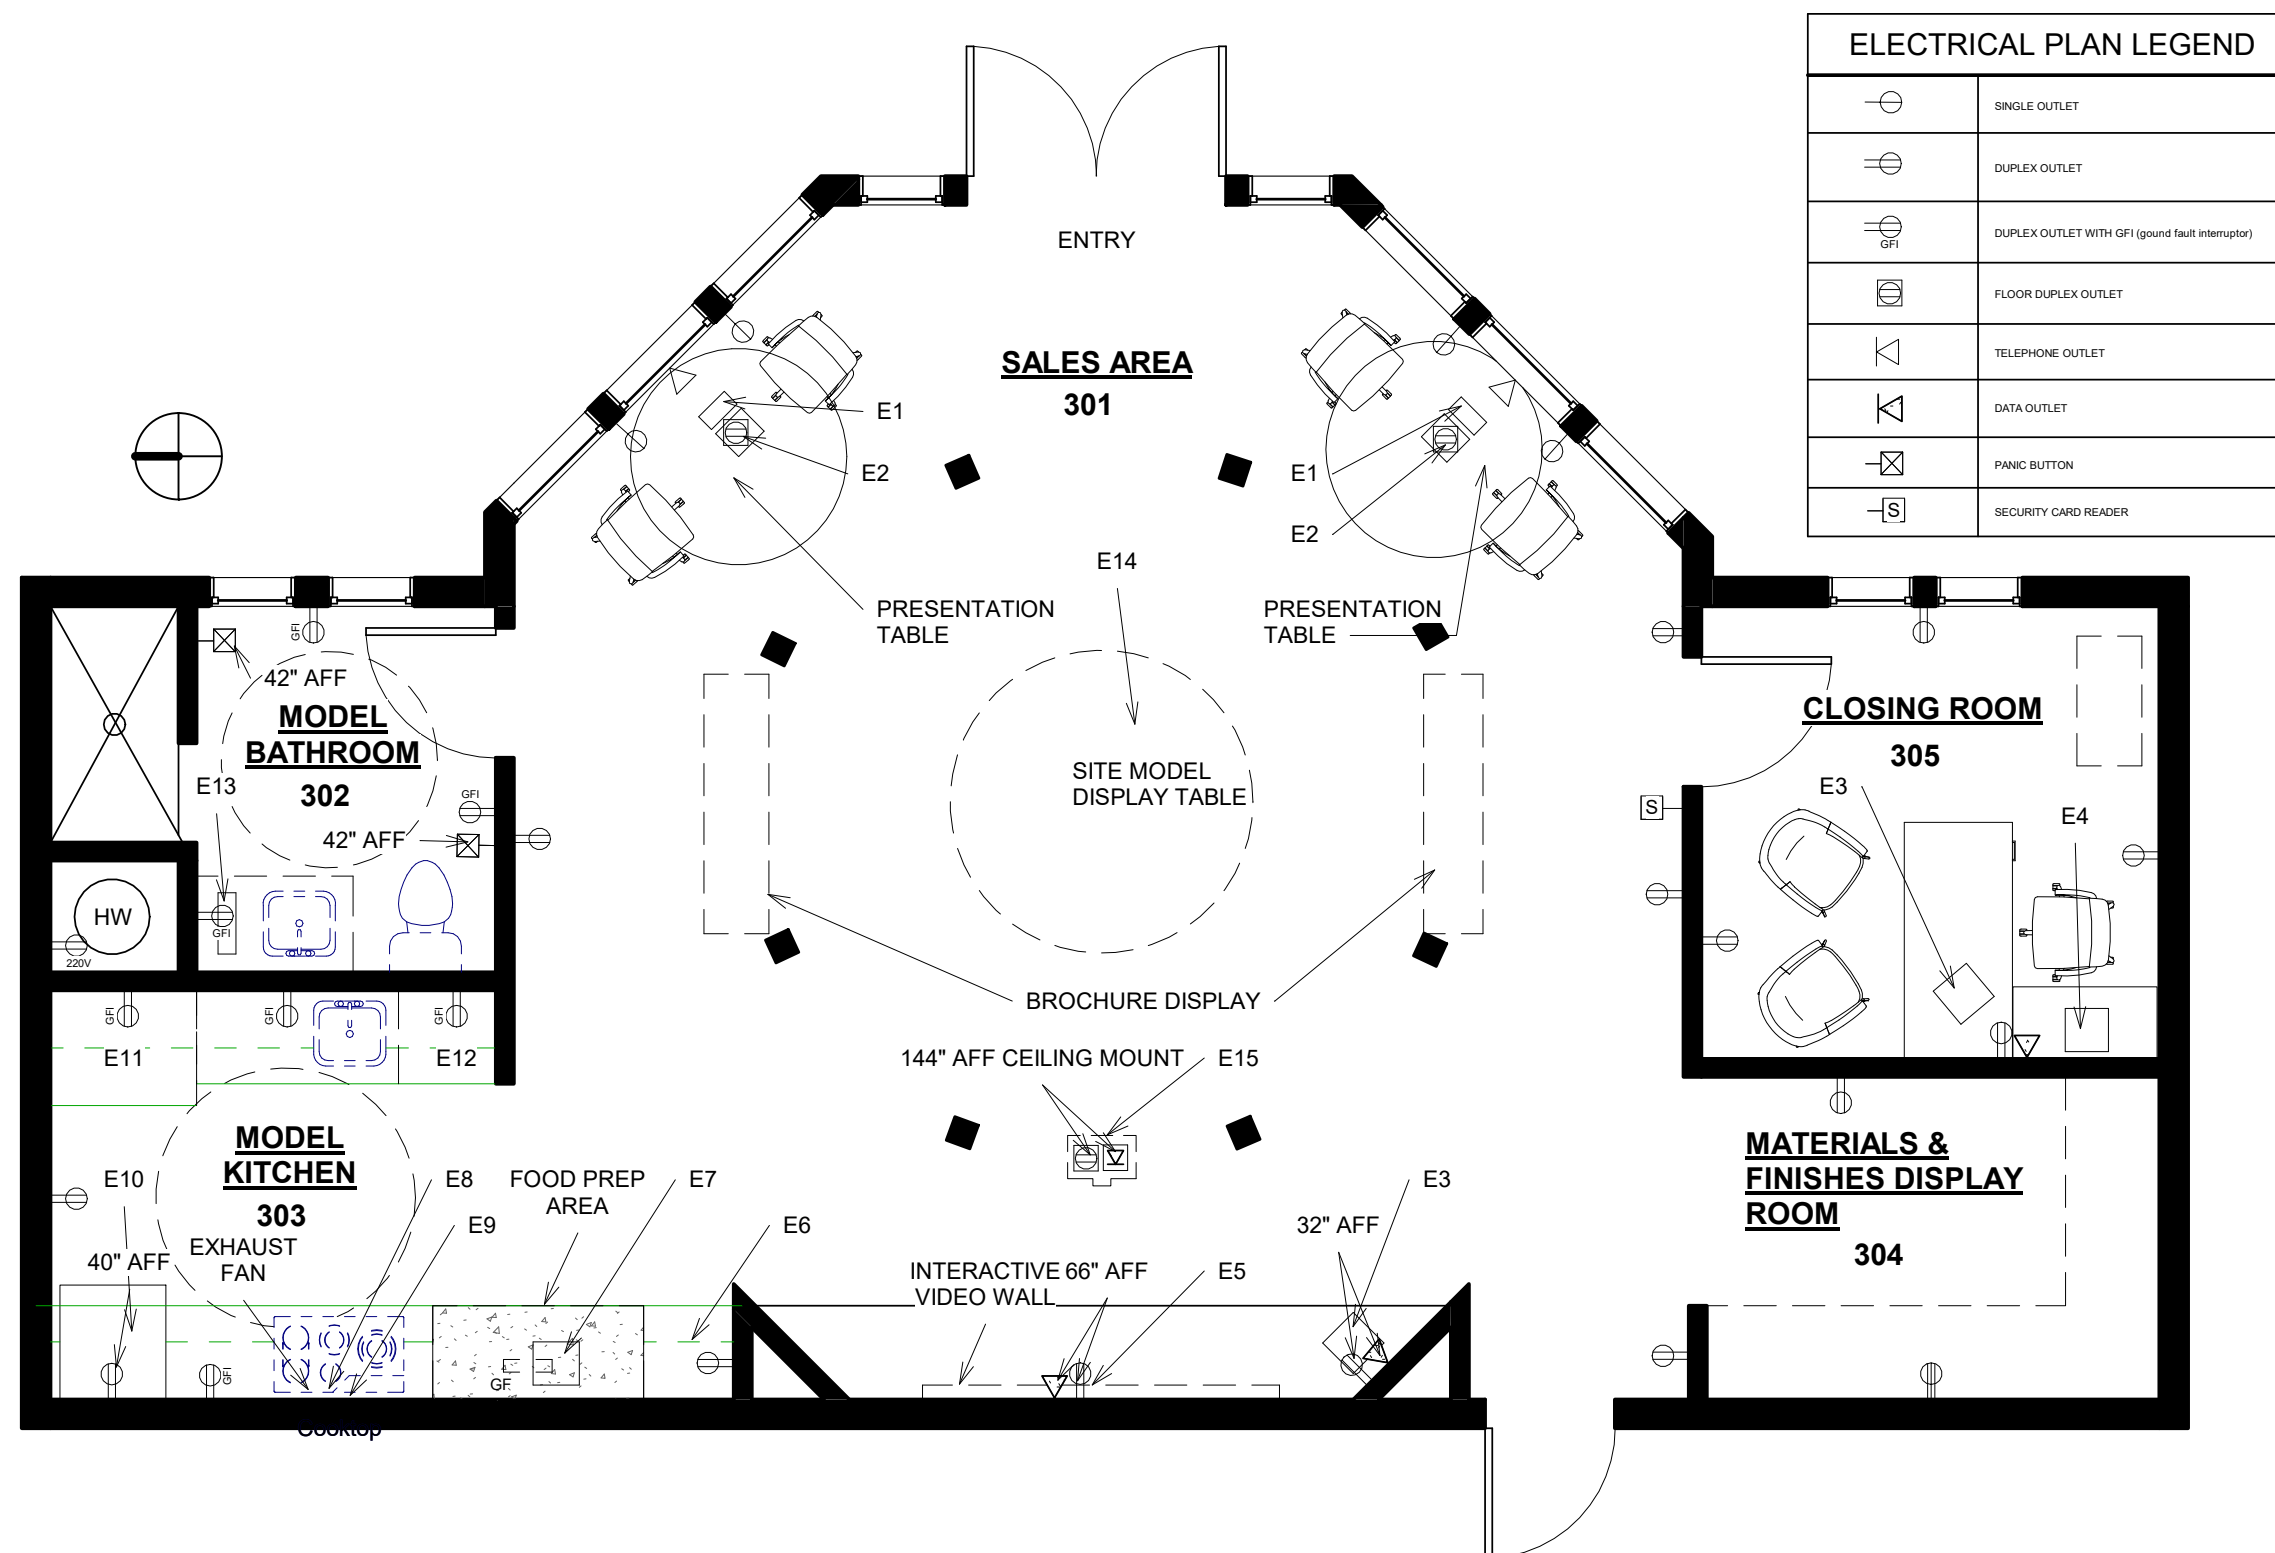 ELECTRICAL PLAN LEGEND
SINGLE OUTLET
DUPLEX OUTLET
GFI
DUPLEX OUTLET WITH GFI (gound fault interruptor)
FLOOR DUPLEX OUTLET
TELEPHONE OUTLET
DATA OUTLET
PANIC BUTTON
S
SECURITY CARD READER
ENTRY
SALES AREA
301
E1
E2
E1
E2
E14
PRESENTATION
TABLE
PRESENTATION
TABLE
GFI
42" AFF
MODEL
BATHROOM
302
E13
GFI
42" AFF
HW
220V
GFI
SITE MODEL
DISPLAY TABLE
CLOSING ROOM
305
E3
E4
S
BROCHURE DISPLAY
144" AFF CEILING MOUNT
E15
GFI
GFI
GFI
E11
E12
MODEL
KITCHEN
303
E10
E8
E9
FOOD PREP
AREA
E7
E6
EXHAUST
FAN
40" AFF
GFI
GF
Cooktop
INTERACTIVE
VIDEO WALL
66" AFF
E5
32" AFF
E3
MATERIALS &
FINISHES DISPLAY
ROOM
304